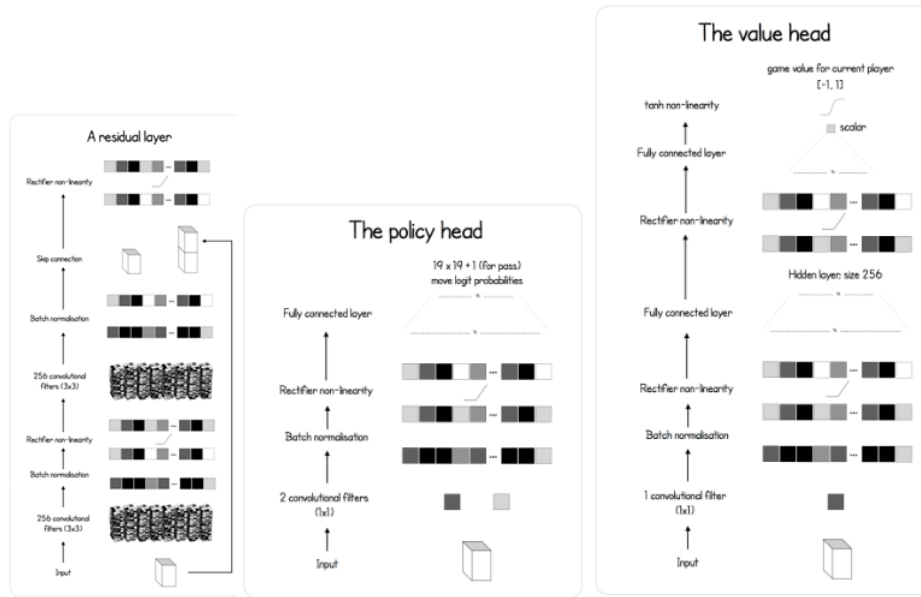 A residual layer
Rectifier non-linearity
Skip connection
Batch normalisation
256 convolutional
filters (3x3)
Rectifier non-linearity
Batch normalisation
256 convolutional
filters (3x3)
Input
The policy head
19 x 19 + 1 (for pass)
move logit probabilities
Fully connected layer
Rectifier non-linearity
Batch normalisation
2 convolutional filters
(1x1)
Input
The value head
game value for current player
[-1, 1]
tanh non-linearity
scalar
Fully connected layer
Rectifier non-linearity
Hidden layer, size 256
Fully connected layer
Rectifier non-linearity
Batch normalisation
1 convolutional filter
(1x1)
Input